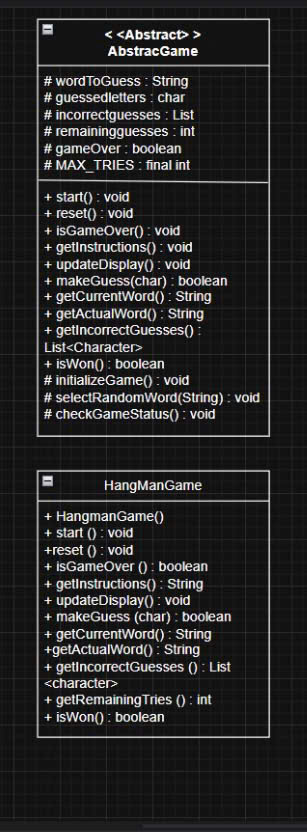 < <Abstract> >
AbstracGame
# wordToGuess : String
# guessedletters : char
# incorrectguesses : List
# remainingguesses : int
# gameOver : boolean
# MAX_TRIES : final int
+ start() : void
+ reset() : void
+ isGameOver() : void
+ getInstructions() : void
+ updateDisplay() : void
+ makeGuess(char) : boolean
+ getCurrentWord() : String
+ getActualWord() : String
+ getIncorrectGuesses() :
List<Character>
+ isWon() : boolean
# initializeGame() : void
# selectRandomWord(String) : void
# checkGameStatus() : void
HangManGame
+ HangmanGame()
+ start () : void
+reset () : void
+ isGameOver () : boolean
+ getInstructions() : String
+ updateDisplay() : void
+ makeGuess (char) : boolean
+ getCurrentWord() : String
+getActualWord() : String
+ getIncorrectGuesses () : List
<character>
+ getRemainingTries () : int
+ isWon() : boolean